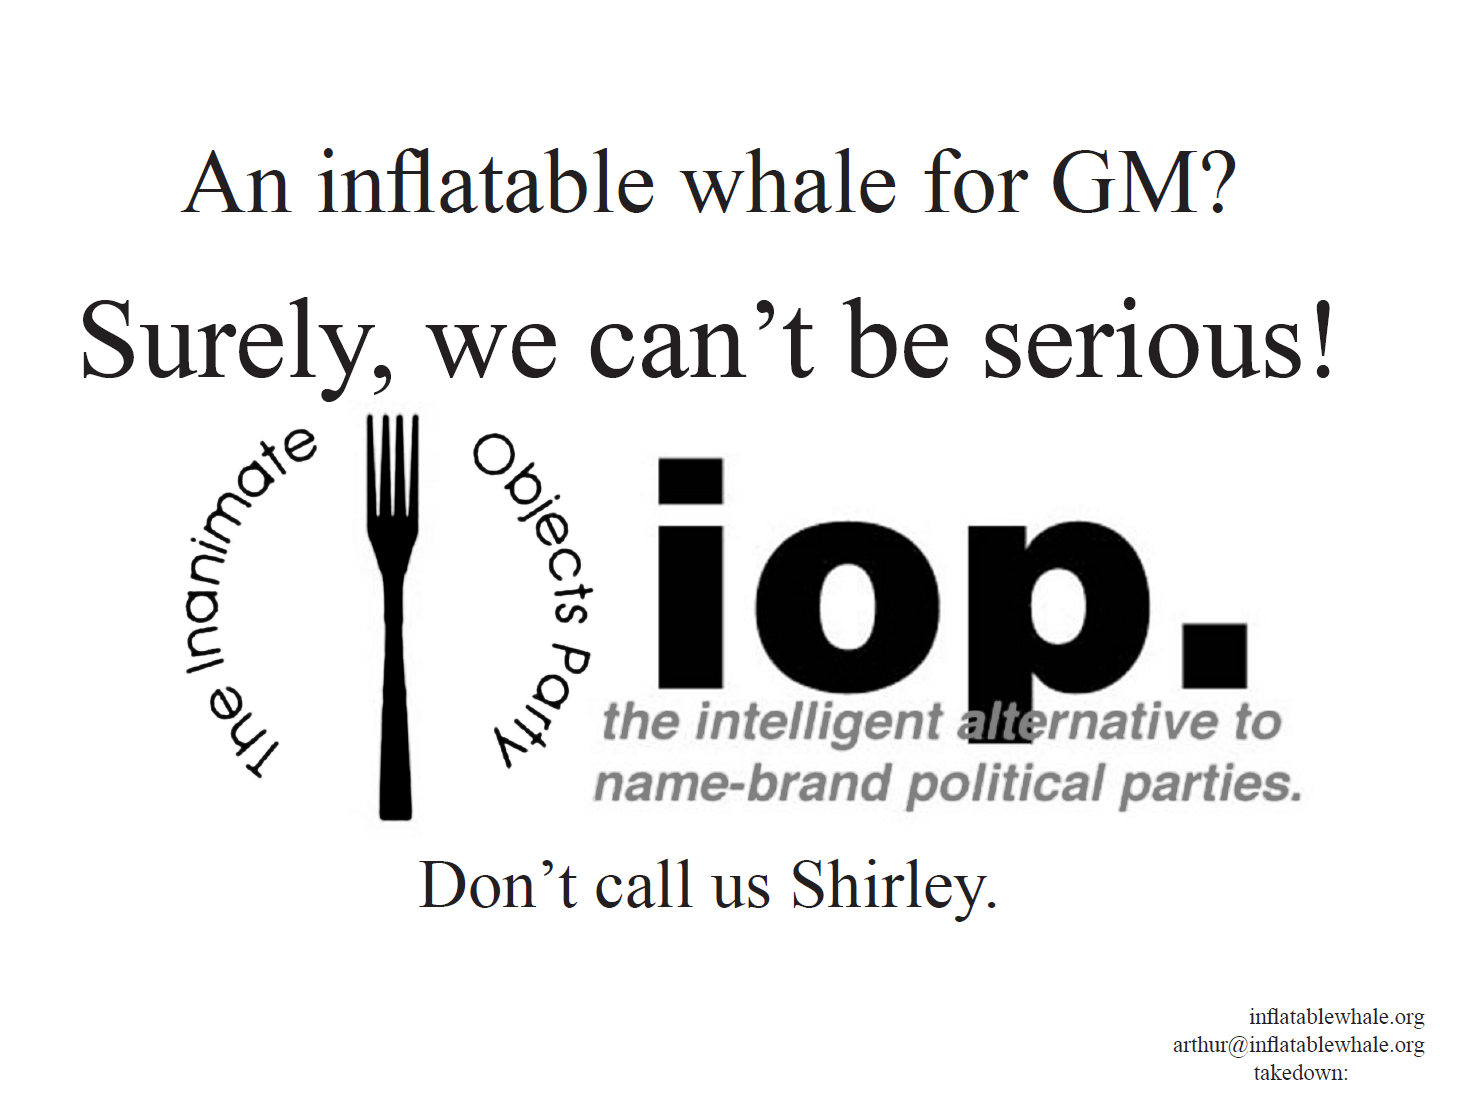 An inflatable whale for GM?
Surely, we can’t be serious!
The Inanimate Objects Party
iop.
the intelligent alternative to
name-brand political parties.
Don’t call us Shirley.
inflatablewhale.org
arthur@inflatablewhale.org
takedown: